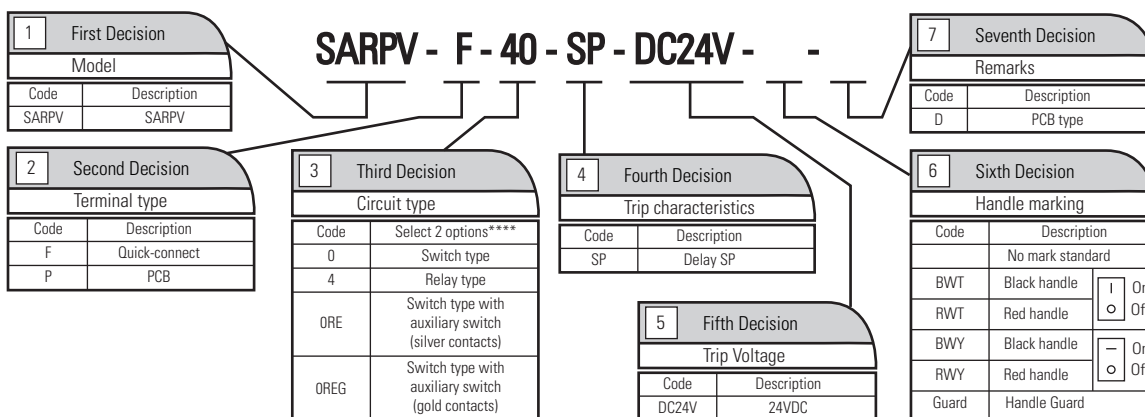 SARPV - F - 40 - SP - DC24V - -
1 First Decision
Model
Code Description
SARPV SARPV
2 Second Decision
Terminal type
Code Description
F Quick-connect
P PCB
3 Third Decision
Circuit type
Code Select 2 options****
0 Switch type
4 Relay type
0RE Switch type with
auxiliary switch
(silver contacts)
0REG Switch type with
auxiliary switch
(gold contacts)
4 Fourth Decision
Trip characteristics
Code Description
SP Delay SP
5 Fifth Decision
Trip Voltage
Code Description
DC24V 24VDC
7 Seventh Decision
Remarks
Code Description
D PCB type
6 Sixth Decision
Handle marking
Code Description
No mark standard
BWT Black handle
RWT Red handle
BWY Black handle
RWY Red handle
Guard Handle Guard